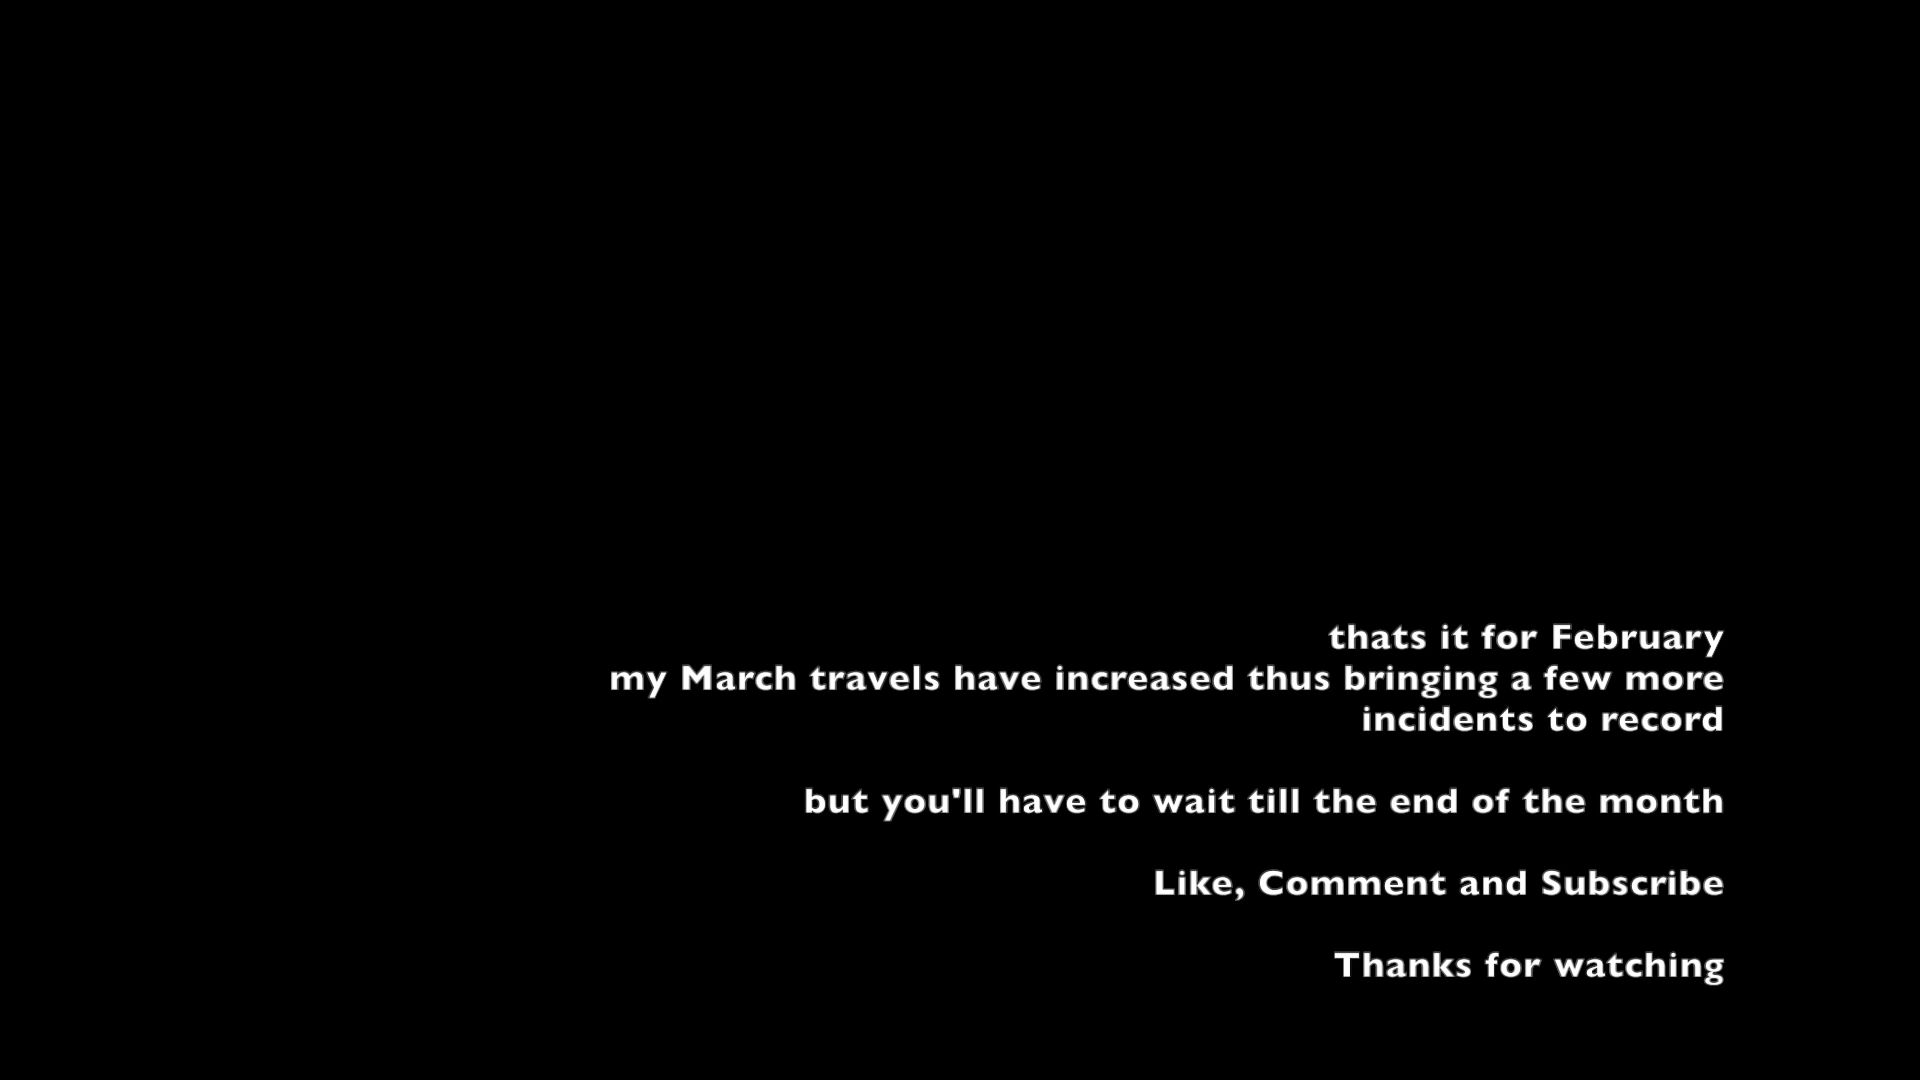 thats it for February
my March travels have increased thus bringing a few more
incidents to record
but you'll have to wait till the end of the month
Like, Comment and Subscribe
Thanks for watching